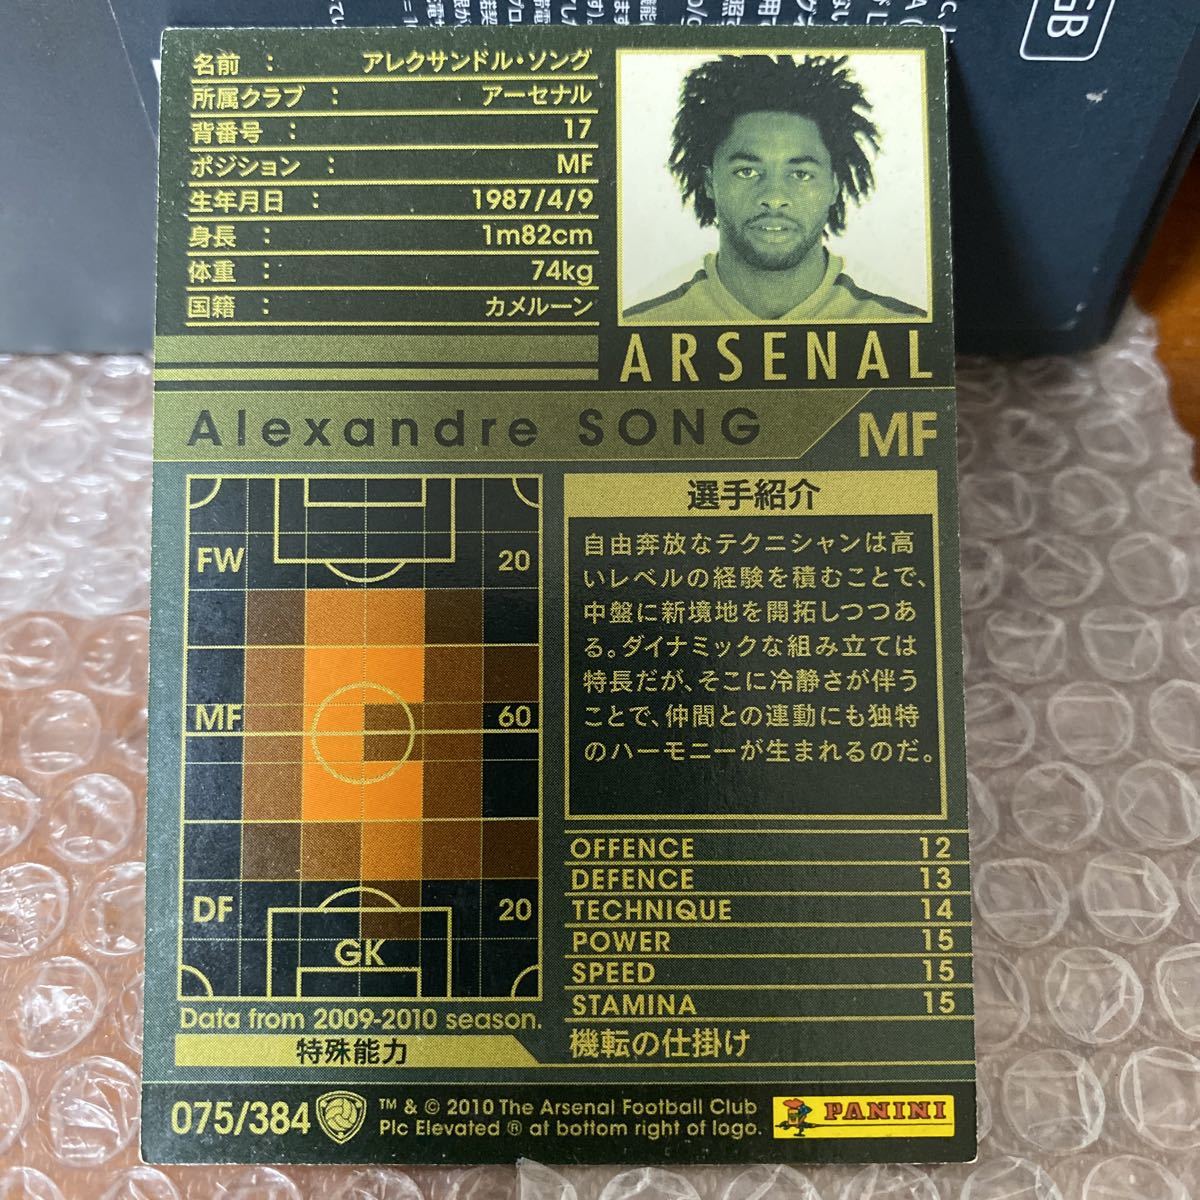 名前 : アレクサンドル・ソング
所属クラブ : アーセナル
背番号 : 17
ポジション : MF
生年月日 : 1987/4/9
身長 : 1m82cm
体重 : 74kg
国籍 : カメルーン
ARSENAL
Alexandre SONG
MF
FW 20
MF 60
DF 20
GK
Data from 2009-2010 season.
特殊能力
選手紹介
自由奔放なテクニシャンは高
いレベルの経験を積むことで、
中盤に新境地を開拓しつつあ
る。ダイナミックな組み立ては
特長だが、そこに冷静さが伴う
ことで、仲間との連動にも独特
のハーモニーが生まれるのだ。
OFFENCE 12
DEFENCE 13
TECHNIQUE 14
POWER 15
SPEED 15
STAMINA 15
機転の仕掛け
075/384
™ & © 2010 The Arsenal Football Club
Plc Elevated ® at bottom right of logo.
PANINI
GB